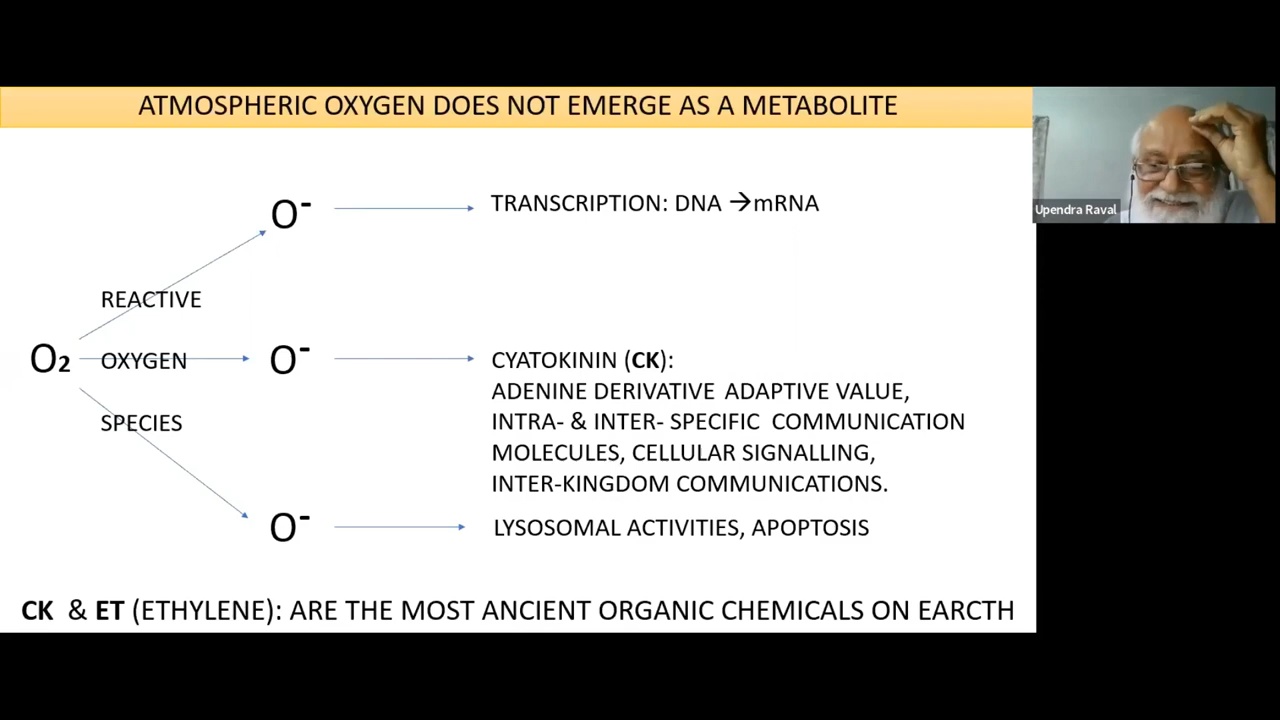 ATMOSPHERIC OXYGEN DOES NOT EMERGE AS A METABOLITE
Upendra Raval
O⁻ TRANSCRIPTION: DNA →mRNA
REACTIVE
O₂ OXYGEN O⁻ CYATOKININ (CK):
ADENINE DERIVATIVE ADAPTIVE VALUE,
SPECIES INTRA- & INTER- SPECIFIC COMMUNICATION
MOLECULES, CELLULAR SIGNALLING,
INTER-KINGDOM COMMUNICATIONS.
O⁻ LYSOSOMAL ACTIVITIES, APOPTOSIS
CK & ET (ETHYLENE): ARE THE MOST ANCIENT ORGANIC CHEMICALS ON EARCTH